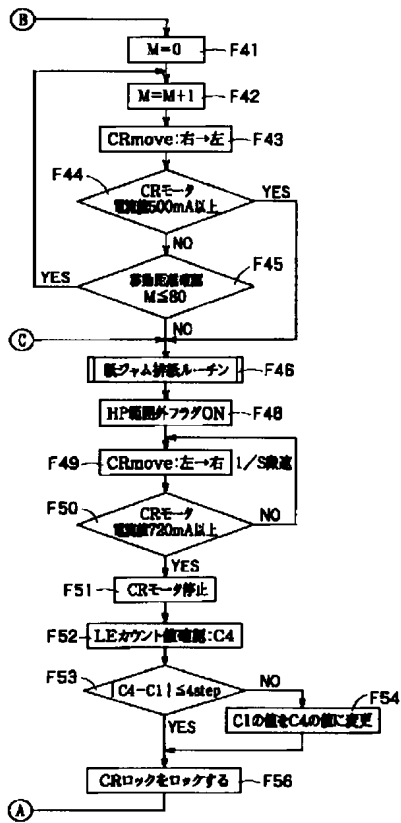 B
M=0 F41
M=M+1 F42
CRmove:右→左 F43
F44
CRモータ
電流値500mA以上
YES
NO
F45
移動距離確認
M≦80
YES
NO
C
紙ジャム排紙ルーチン F46
HP範囲外フラグON F48
F49 CRmove:左→右 1/S微速
F50
CRモータ
電流値720mA以上
NO
YES
F51 CRモータ停止
F52 LEカウント値確認:C4
F53
|C4-C1|≦4step
NO
YES
F54
C1の値をC4の値に変更
CRロックをロックする F56
A